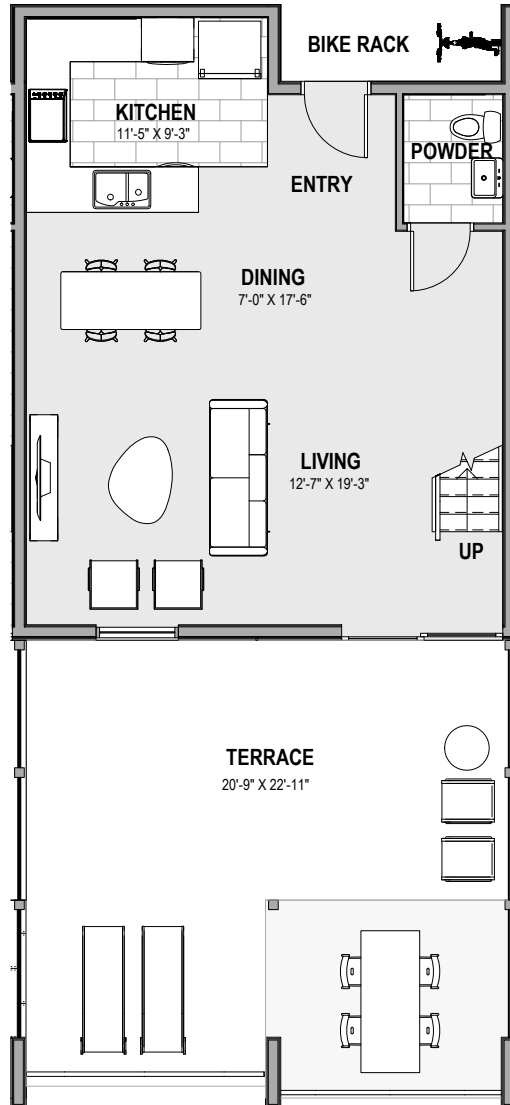 BIKE RACK
KITCHEN
11'-5" X 9'-3"
POWDER
ENTRY
DINING
7'-0" X 17'-6"
LIVING
12'-7" X 19'-3"
UP
TERRACE
20'-9" X 22'-11"